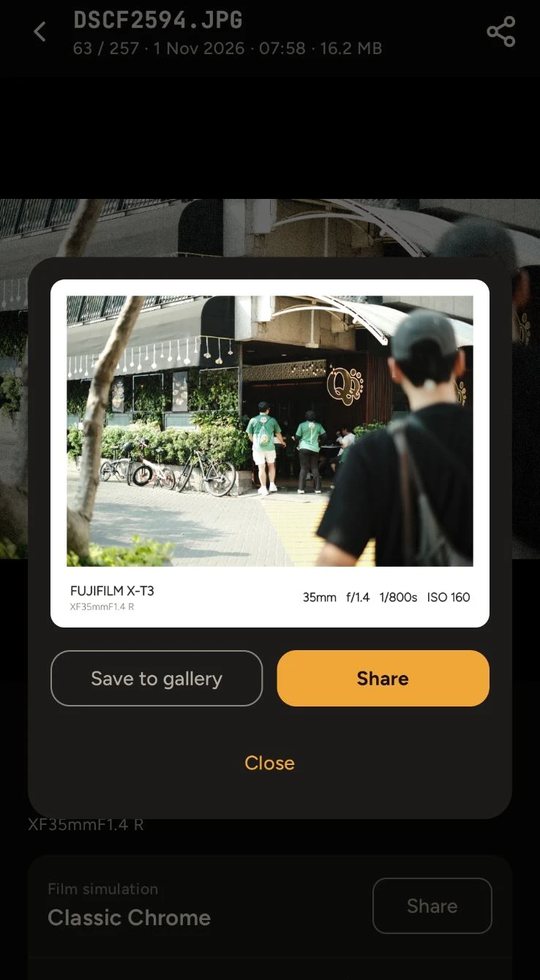 DSCF2594.JPG
63 / 257 · 1 Nov 2026 · 07:58 · 16.2 MB
FUJIFILM X-T3
XF35mmF1.4 R
35mm f/1.4 1/800s ISO 160
Save to gallery
Share
Close
XF35mmF1.4 R
Film simulation
Classic Chrome
Share